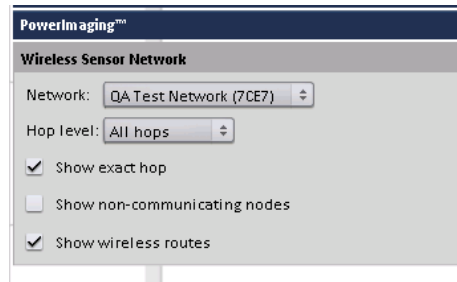 PowerImaging™
Wireless Sensor Network
Network: QA Test Network (7CE7)
Hop level: All hops
Show exact hop
Show non-communicating nodes
Show wireless routes